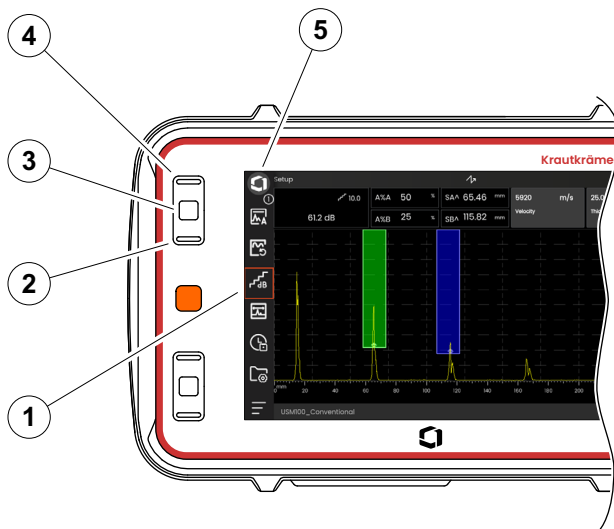 4
5
3
2
1
Krautkräme
Setup
10.0
61.2 dB
A%A 50 %
SA^ 65.46 mm
5920 m/s
25.0
A%B 25 %
SB^ 115.82 mm
Velocity
Thi
A
dB
mm
0 20 40 60 80 100 120 140 160 180 200
USM100_Conventional